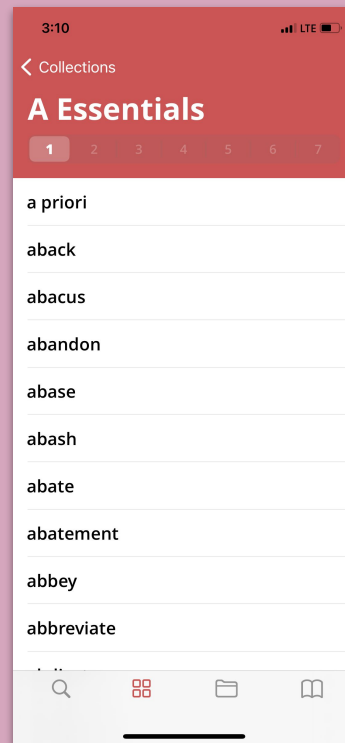 3:10 LTE
Collections
A Essentials
1 2 3 4 5 6 7
a priori
aback
abacus
abandon
abase
abash
abate
abatement
abbey
abbreviate